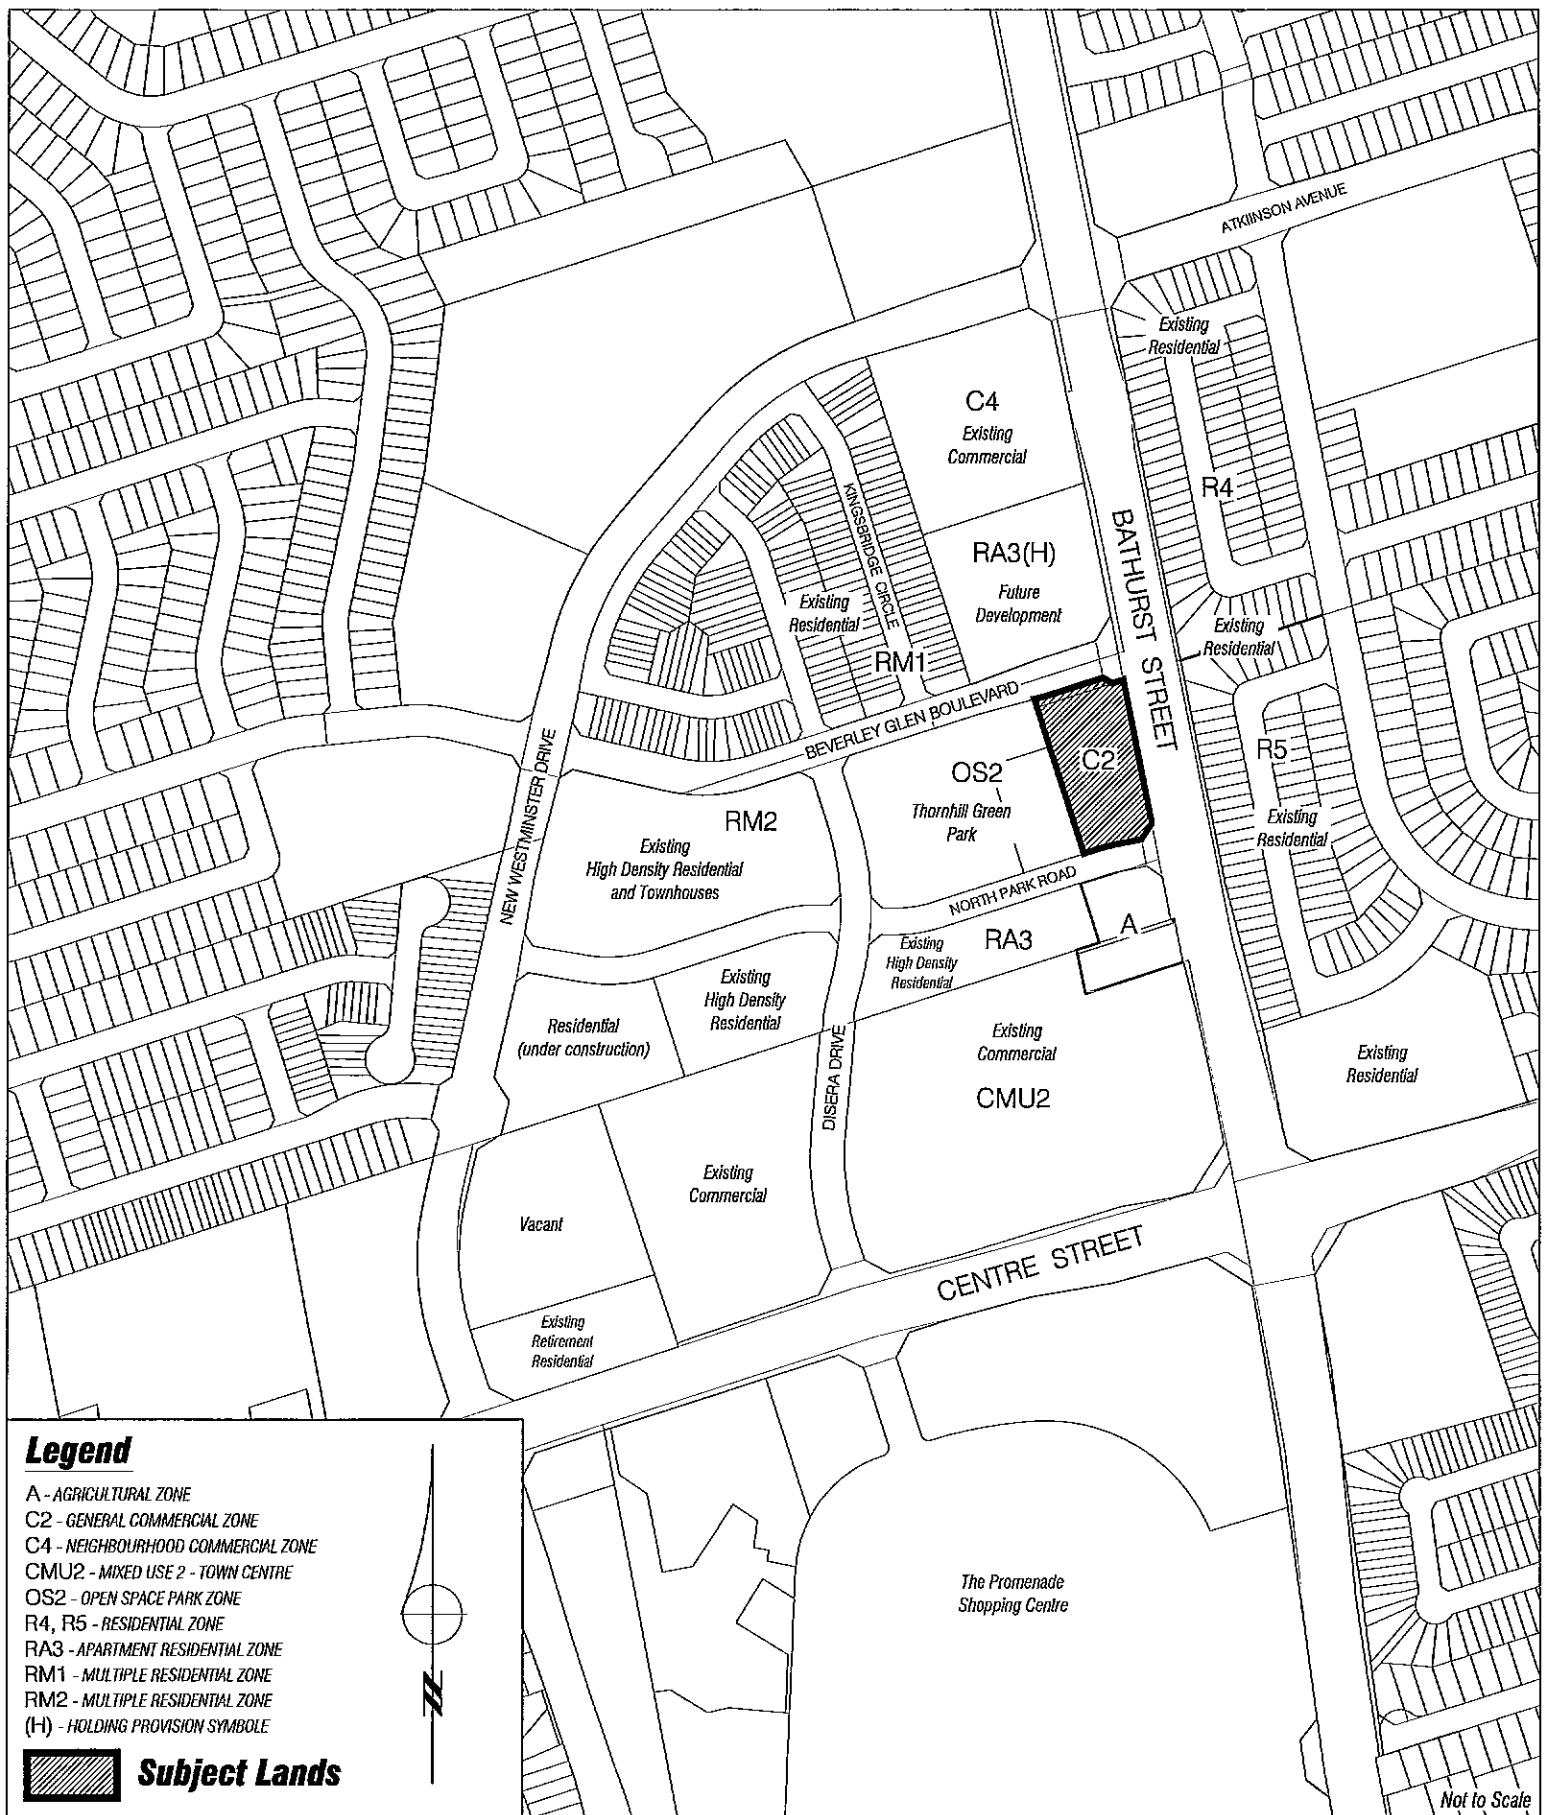 ATKIINSON AVENUE
Existing
Residential
C4
Existing
Commercial
R4
KINGSBRIDGE CIRCLE
BATHURST STREET
RA3(H)
Future
Development
Existing
Residential
Existing
Residential
RM1
BEVERLEY GLEN BOULEVARD
NEW WESTMINSTER DRIVE
C2
R5
OS2
Thornhill Green
Park
RM2
Existing
High Density Residential
and Townhouses
Existing
Residential
NORTH PARK ROAD
A
RA3
Existing
High Density
Residential
Existing
High Density
Residential
Residential
(under construction)
DISERA DRIVE
Existing
Commercial
CMU2
Existing
Residential
Existing
Commercial
Vacant
CENTRE STREET
Existing
Retirement
Residential
Legend
A - AGRICULTURAL ZONE
C2 - GENERAL COMMERCIAL ZONE
C4 - NEIGHBOURHOOD COMMERCIAL ZONE
CMU2 - MIXED USE 2 - TOWN CENTRE
OS2 - OPEN SPACE PARK ZONE
R4, R5 - RESIDENTIAL ZONE
RA3 - APARTMENT RESIDENTIAL ZONE
RM1 - MULTIPLE RESIDENTIAL ZONE
RM2 - MULTIPLE RESIDENTIAL ZONE
(H) - HOLDING PROVISION SYMBOLE
N
Subject Lands
The Promenade
Shopping Centre
Not to Scale